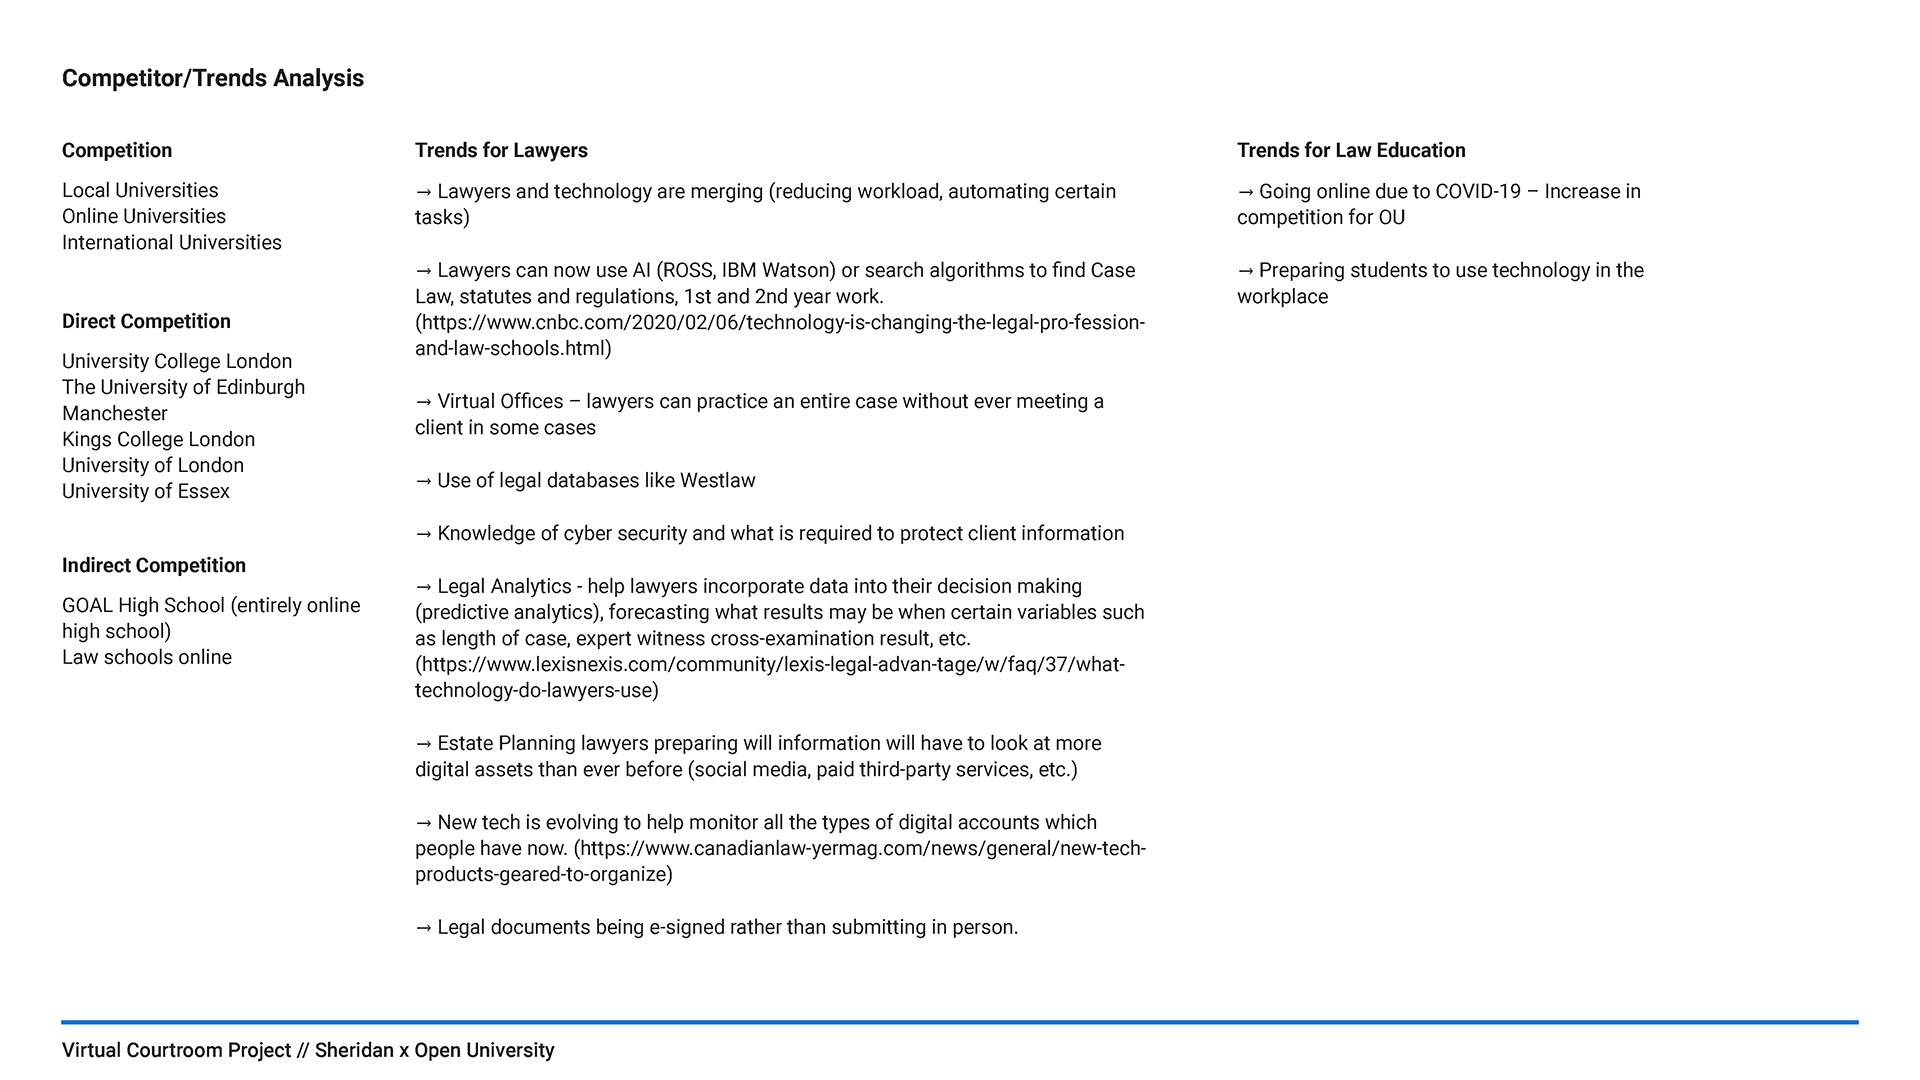 Competitor/Trends Analysis
Competition
Local Universities
Online Universities
International Universities
Direct Competition
University College London
The University of Edinburgh
Manchester
Kings College London
University of London
University of Essex
Indirect Competition
GOAL High School (entirely online
high school)
Law schools online
Trends for Lawyers
→ Lawyers and technology are merging (reducing workload, automating certain
tasks)
→ Lawyers can now use AI (ROSS, IBM Watson) or search algorithms to find Case
Law, statutes and regulations, 1st and 2nd year work.
(https://www.cnbc.com/2020/02/06/technology-is-changing-the-legal-pro-fession-
and-law-schools.html)
→ Virtual Offices – lawyers can practice an entire case without ever meeting a
client in some cases
→ Use of legal databases like Westlaw
→ Knowledge of cyber security and what is required to protect client information
→ Legal Analytics - help lawyers incorporate data into their decision making
(predictive analytics), forecasting what results may be when certain variables such
as length of case, expert witness cross-examination result, etc.
(https://www.lexisnexis.com/community/lexis-legal-advan-tage/w/faq/37/what-
technology-do-lawyers-use)
→ Estate Planning lawyers preparing will information will have to look at more
digital assets than ever before (social media, paid third-party services, etc.)
→ New tech is evolving to help monitor all the types of digital accounts which
people have now. (https://www.canadianlaw-yermag.com/news/general/new-tech-
products-geared-to-organize)
→ Legal documents being e-signed rather than submitting in person.
Trends for Law Education
→ Going online due to COVID-19 – Increase in
competition for OU
→ Preparing students to use technology in the
workplace
Virtual Courtroom Project // Sheridan x Open University